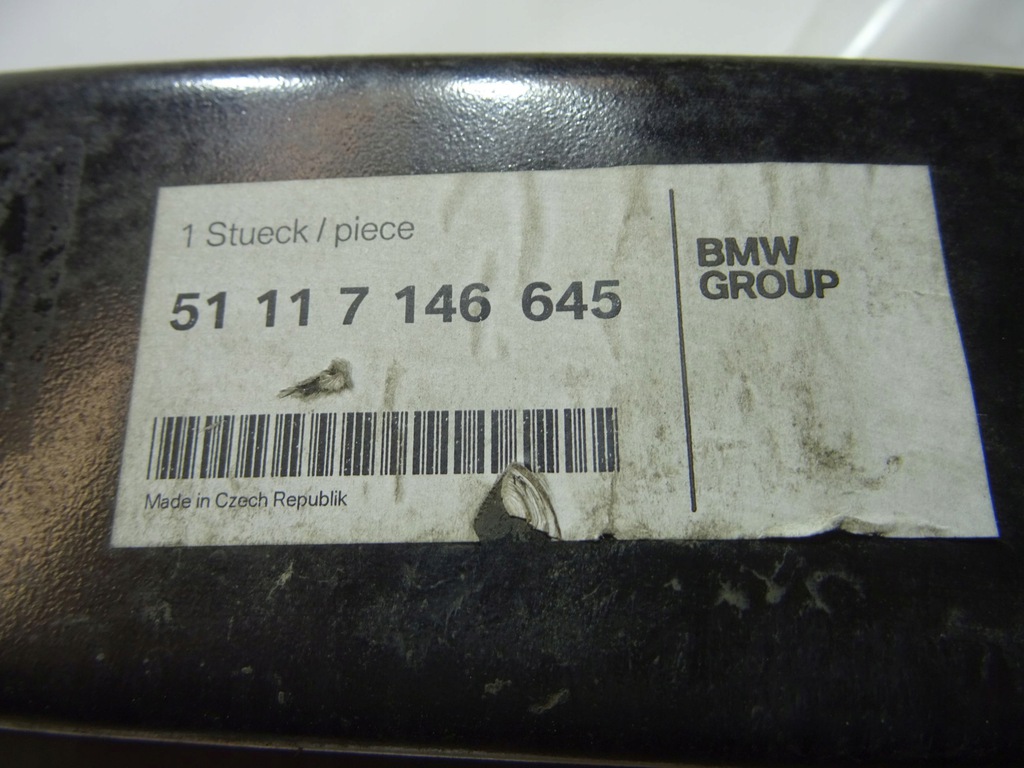 1 Stueck / piece
51 11 7 146 645
Made in Czech Republik
BMW
GROUP